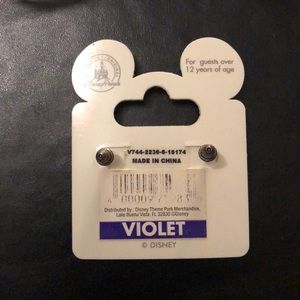 For guests over
12 years of age
V744-2236-6-18174
MADE IN CHINA
Distributed by: Disney Theme Park Merchandise,
Lake Buena Vista, FL 32830 ©Disney
VIOLET
© DISNEY